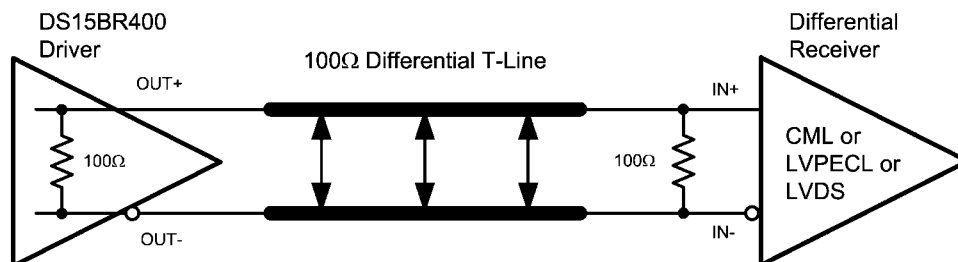 DS15BR400
Driver
Differential
Receiver
100Ω Differential T-Line
OUT+
IN+
100Ω
100Ω
CML or
LVPECL or
LVDS
OUT-
IN-